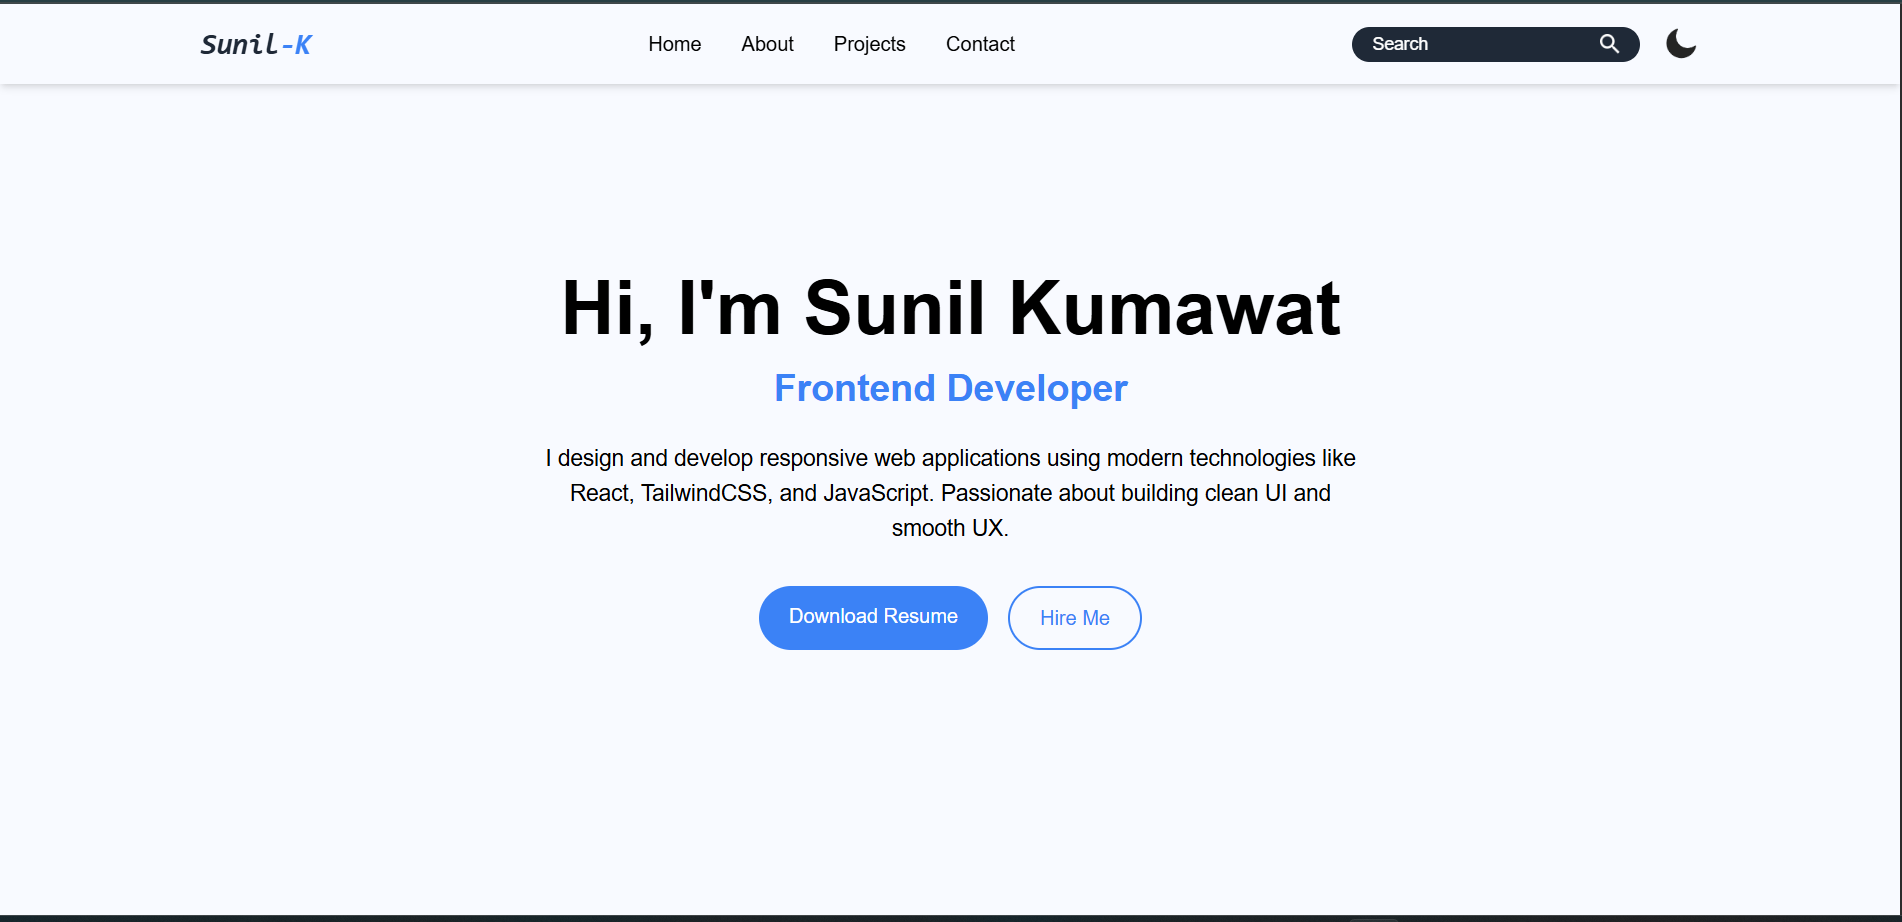 Sunil-K
Home About Projects Contact
Search
Hi, I'm Sunil Kumawat
Frontend Developer
I design and develop responsive web applications using modern technologies like
React, TailwindCSS, and JavaScript. Passionate about building clean UI and
smooth UX.
Download Resume
Hire Me